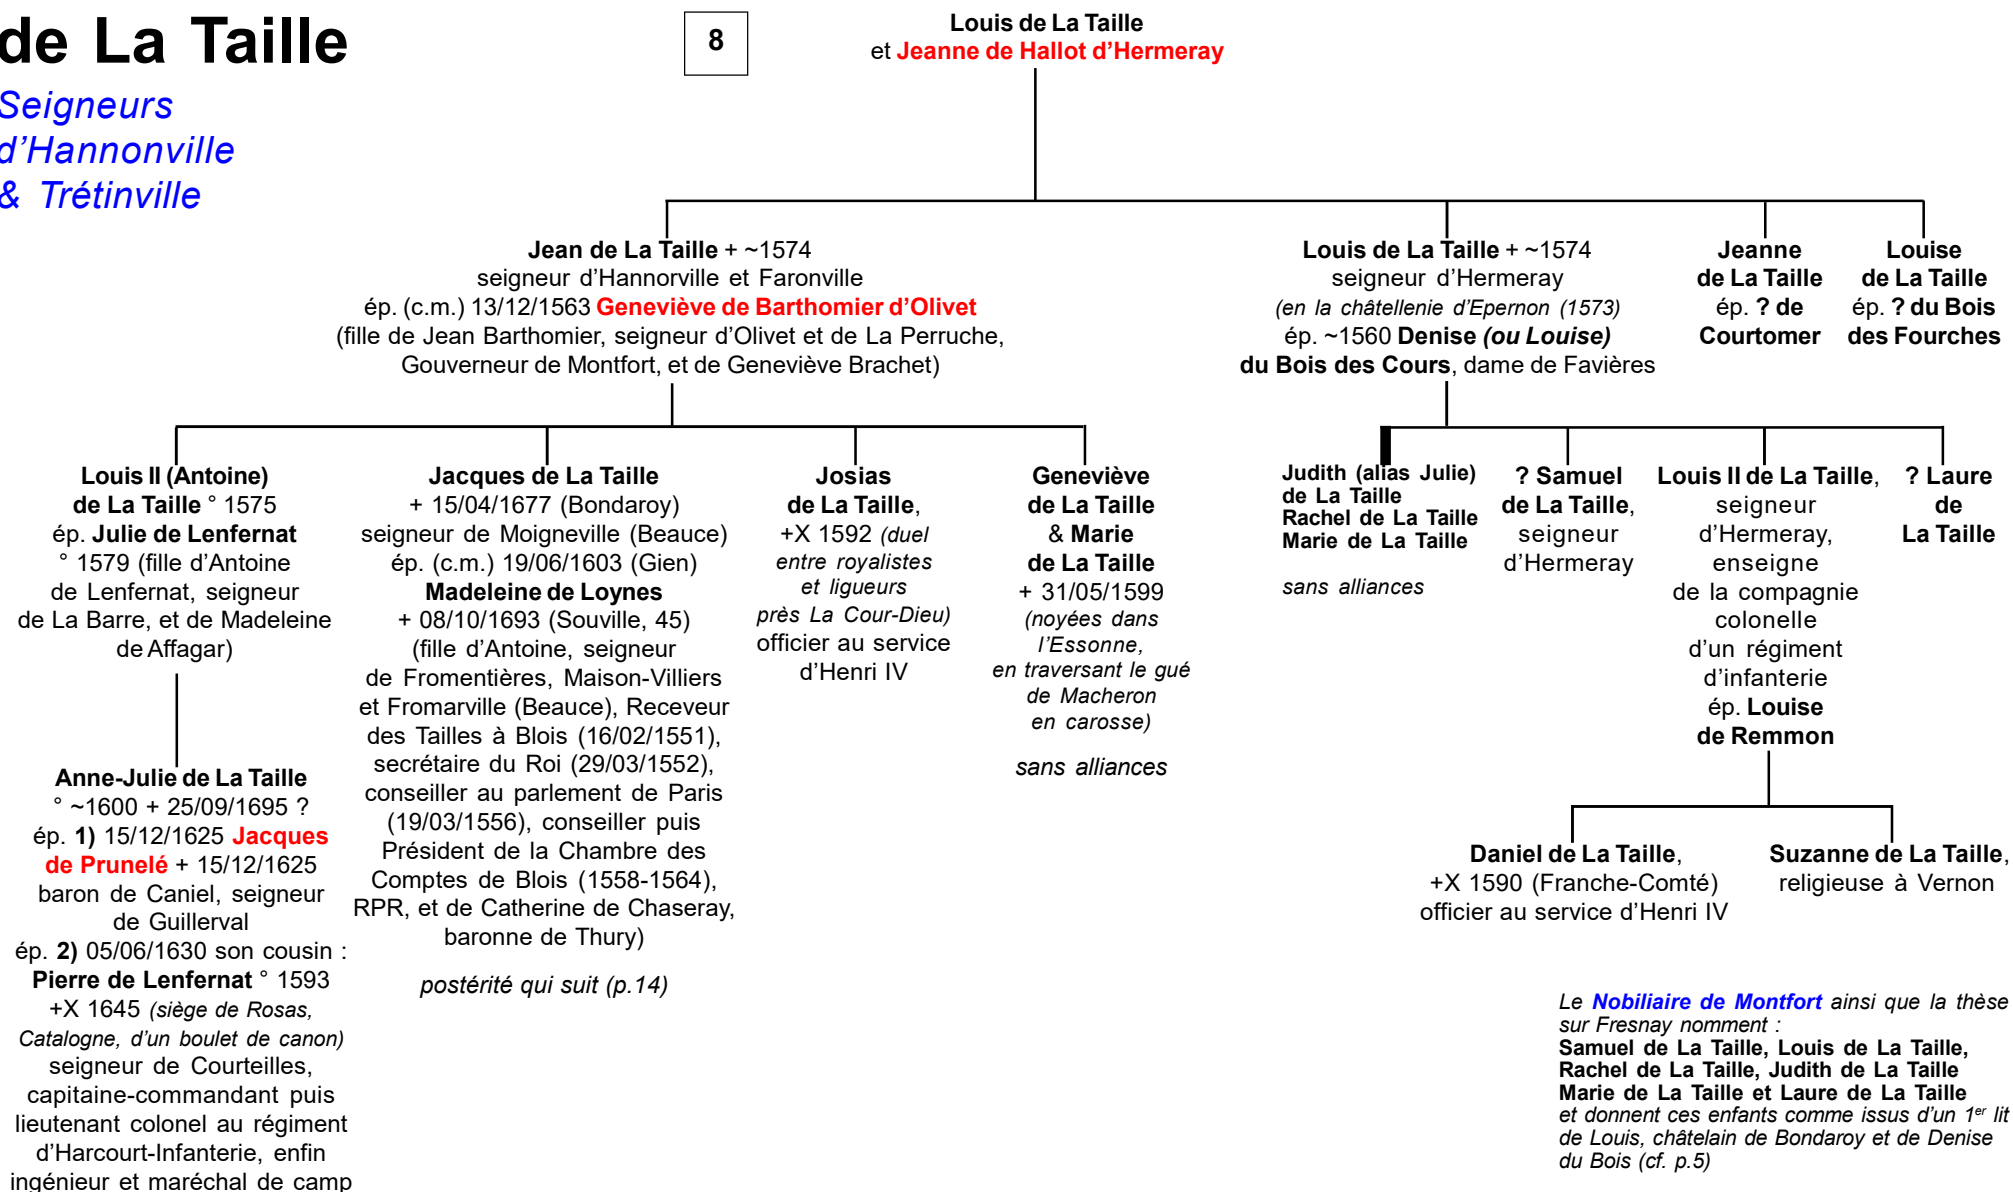 de La Taille
Seigneurs
d’Hannonville
& Trétinville
8
Louis de La Taille
et Jeanne de Hallot d’Hermeray
Jean de La Taille + ~1574
seigneur d’Hannorville et Faronville
ép. (c.m.) 13/12/1563 Geneviève de Barthomier d’Olivet
(fille de Jean Barthomier, seigneur d’Olivet et de La Perruche,
Gouverneur de Montfort, et de Geneviève Brachet)
Louis de La Taille + ~1574
seigneur d’Hermeray
(en la châtellenie d’Epernon (1573)
ép. ~1560 Denise (ou Louise)
du Bois des Cours, dame de Favières
Jeanne
de La Taille
ép. ? de
Courtomer
Louise
de La Taille
ép. ? du Bois
des Fourches
Louis II (Antoine)
de La Taille ° 1575
ép. Julie de Lenfernat
° 1579 (fille d’Antoine
de Lenfernat, seigneur
de La Barre, et de Madeleine
de Affagar)
Anne-Julie de La Taille
° ~1600 + 25/09/1695 ?
ép. 1) 15/12/1625 Jacques
de Prunelé + 15/12/1625
baron de Caniel, seigneur
de Guillerval
ép. 2) 05/06/1630 son cousin :
Pierre de Lenfernat ° 1593
+X 1645 (siège de Rosas,
Catalogne, d’un boulet de canon)
seigneur de Courteilles,
capitaine-commandant puis
lieutenant colonel au régiment
d’Harcourt-Infanterie, enfin
ingénieur et maréchal de camp
Jacques de La Taille
+ 15/04/1677 (Bondaroy)
seigneur de Moigneville (Beauce)
ép. (c.m.) 19/06/1603 (Gien)
Madeleine de Loynes
+ 08/10/1693 (Souville, 45)
(fille d’Antoine, seigneur
de Fromentières, Maison-Villiers
et Fromarville (Beauce), Receveur
des Tailles à Blois (16/02/1551),
secrétaire du Roi (29/03/1552),
conseiller au parlement de Paris
(19/03/1556), conseiller puis
Président de la Chambre des
Comptes de Blois (1558-1564),
RPR, et de Catherine de Chaseray,
baronne de Thury)
postérité qui suit (p.14)
Josias
de La Taille,
+X 1592 (duel
entre royalistes
et ligueurs
près La Cour-Dieu)
officier au service
d’Henri IV
Geneviève
de La Taille
& Marie
de La Taille
+ 31/05/1599
(noyées dans
l’Essonne,
en traversant le gué
de Macheron
en carosse)
sans alliances
Judith (alias Julie)
de La Taille
Rachel de La Taille
Marie de La Taille
sans alliances
? Samuel
de La Taille,
seigneur
d’Hermeray
Louis II de La Taille,
seigneur
d’Hermeray,
enseigne
de la compagnie
colonelle
d’un régiment
d’infanterie
ép. Louise
de Remmon
? Laure
de
La Taille
Daniel de La Taille,
+X 1590 (Franche-Comté)
officier au service d’Henri IV
Suzanne de La Taille,
religieuse à Vernon
Le Nobiliaire de Montfort ainsi que la thèse
sur Fresnay nomment :
Samuel de La Taille, Louis de La Taille,
Rachel de La Taille, Judith de La Taille
Marie de La Taille et Laure de La Taille
et donnent ces enfants comme issus d’un 1er lit
de Louis, châtelain de Bondaroy et de Denise
du Bois (cf. p.5)